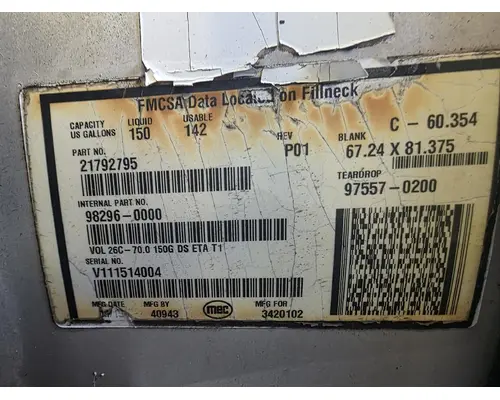 FMCSA Data Located on Fillneck
CAPACITY US GALLONS LIQUID 150 USABLE 142
C - 60.354
PART NO. 21792795
REV P01
BLANK 67.24 X 81.375
TEARDROP 97557-0200
INTERNAL PART NO. 98296-0000
VOL 26C-70.0 150G DS ETA T1
SERIAL NO. V111514004
MFG DATE
MFG BY 40943
mec
MFG FOR 3420102